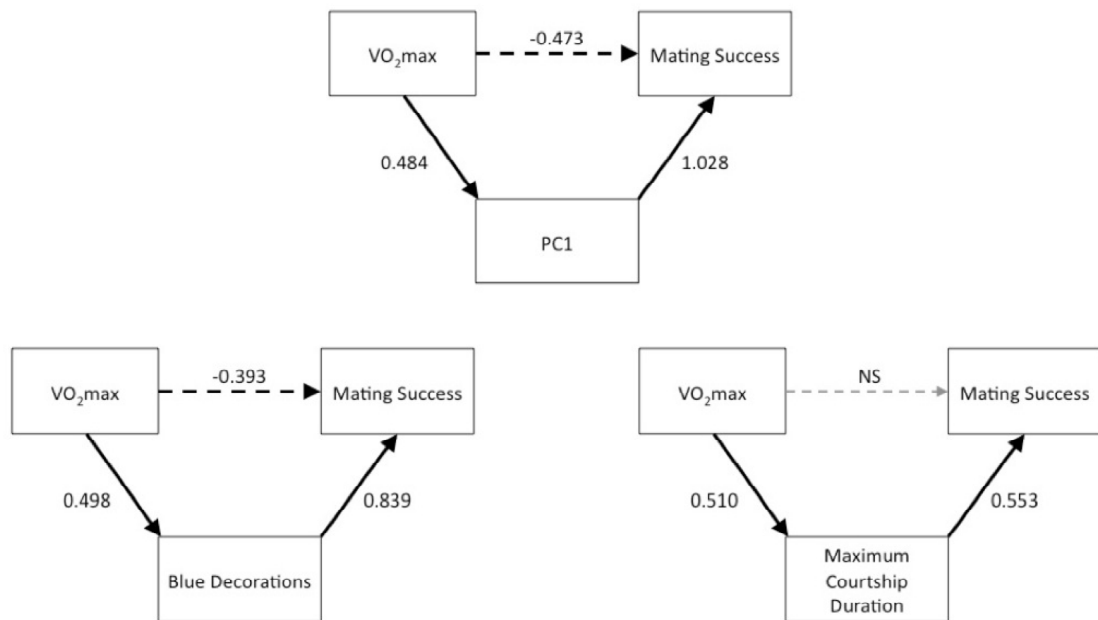 -0.473
VO₂max
Mating Success
0.484
1.028
PC1
-0.393
VO₂max
Mating Success
0.498
0.839
Blue Decorations
NS
VO₂max
Mating Success
0.510
0.553
Maximum
Courtship
Duration